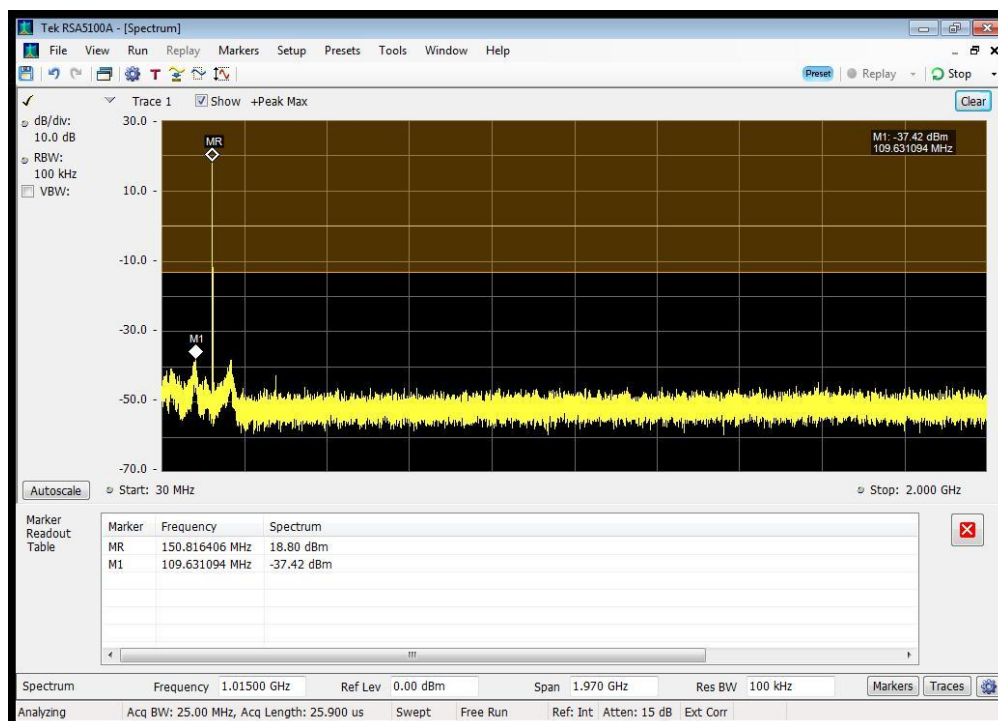 Tek RSA5100A - [Spectrum]
File View Run Replay Markers Setup Presets Tools Window Help
T Preset Replay Stop
Trace 1 Show +Peak Max Clear
dB/div:
10.0 dB
RBW:
100 kHz
VBW:
30.0
10.0
-10.0
-30.0
-50.0
-70.0
MR
M1
M1: -37.42 dBm
109.631094 MHz
Autoscale Start: 30 MHz Stop: 2.000 GHz
Marker Readout Table
Marker Frequency Spectrum
MR 150.816406 MHz 18.80 dBm
M1 109.631094 MHz -37.42 dBm
Spectrum Frequency 1.01500 GHz Ref Lev 0.00 dBm Span 1.970 GHz Res BW 100 kHz Markers Traces
Analyzing Acq BW: 25.00 MHz, Acq Length: 25.900 us Swept Free Run Ref: Int Atten: 15 dB Ext Corr